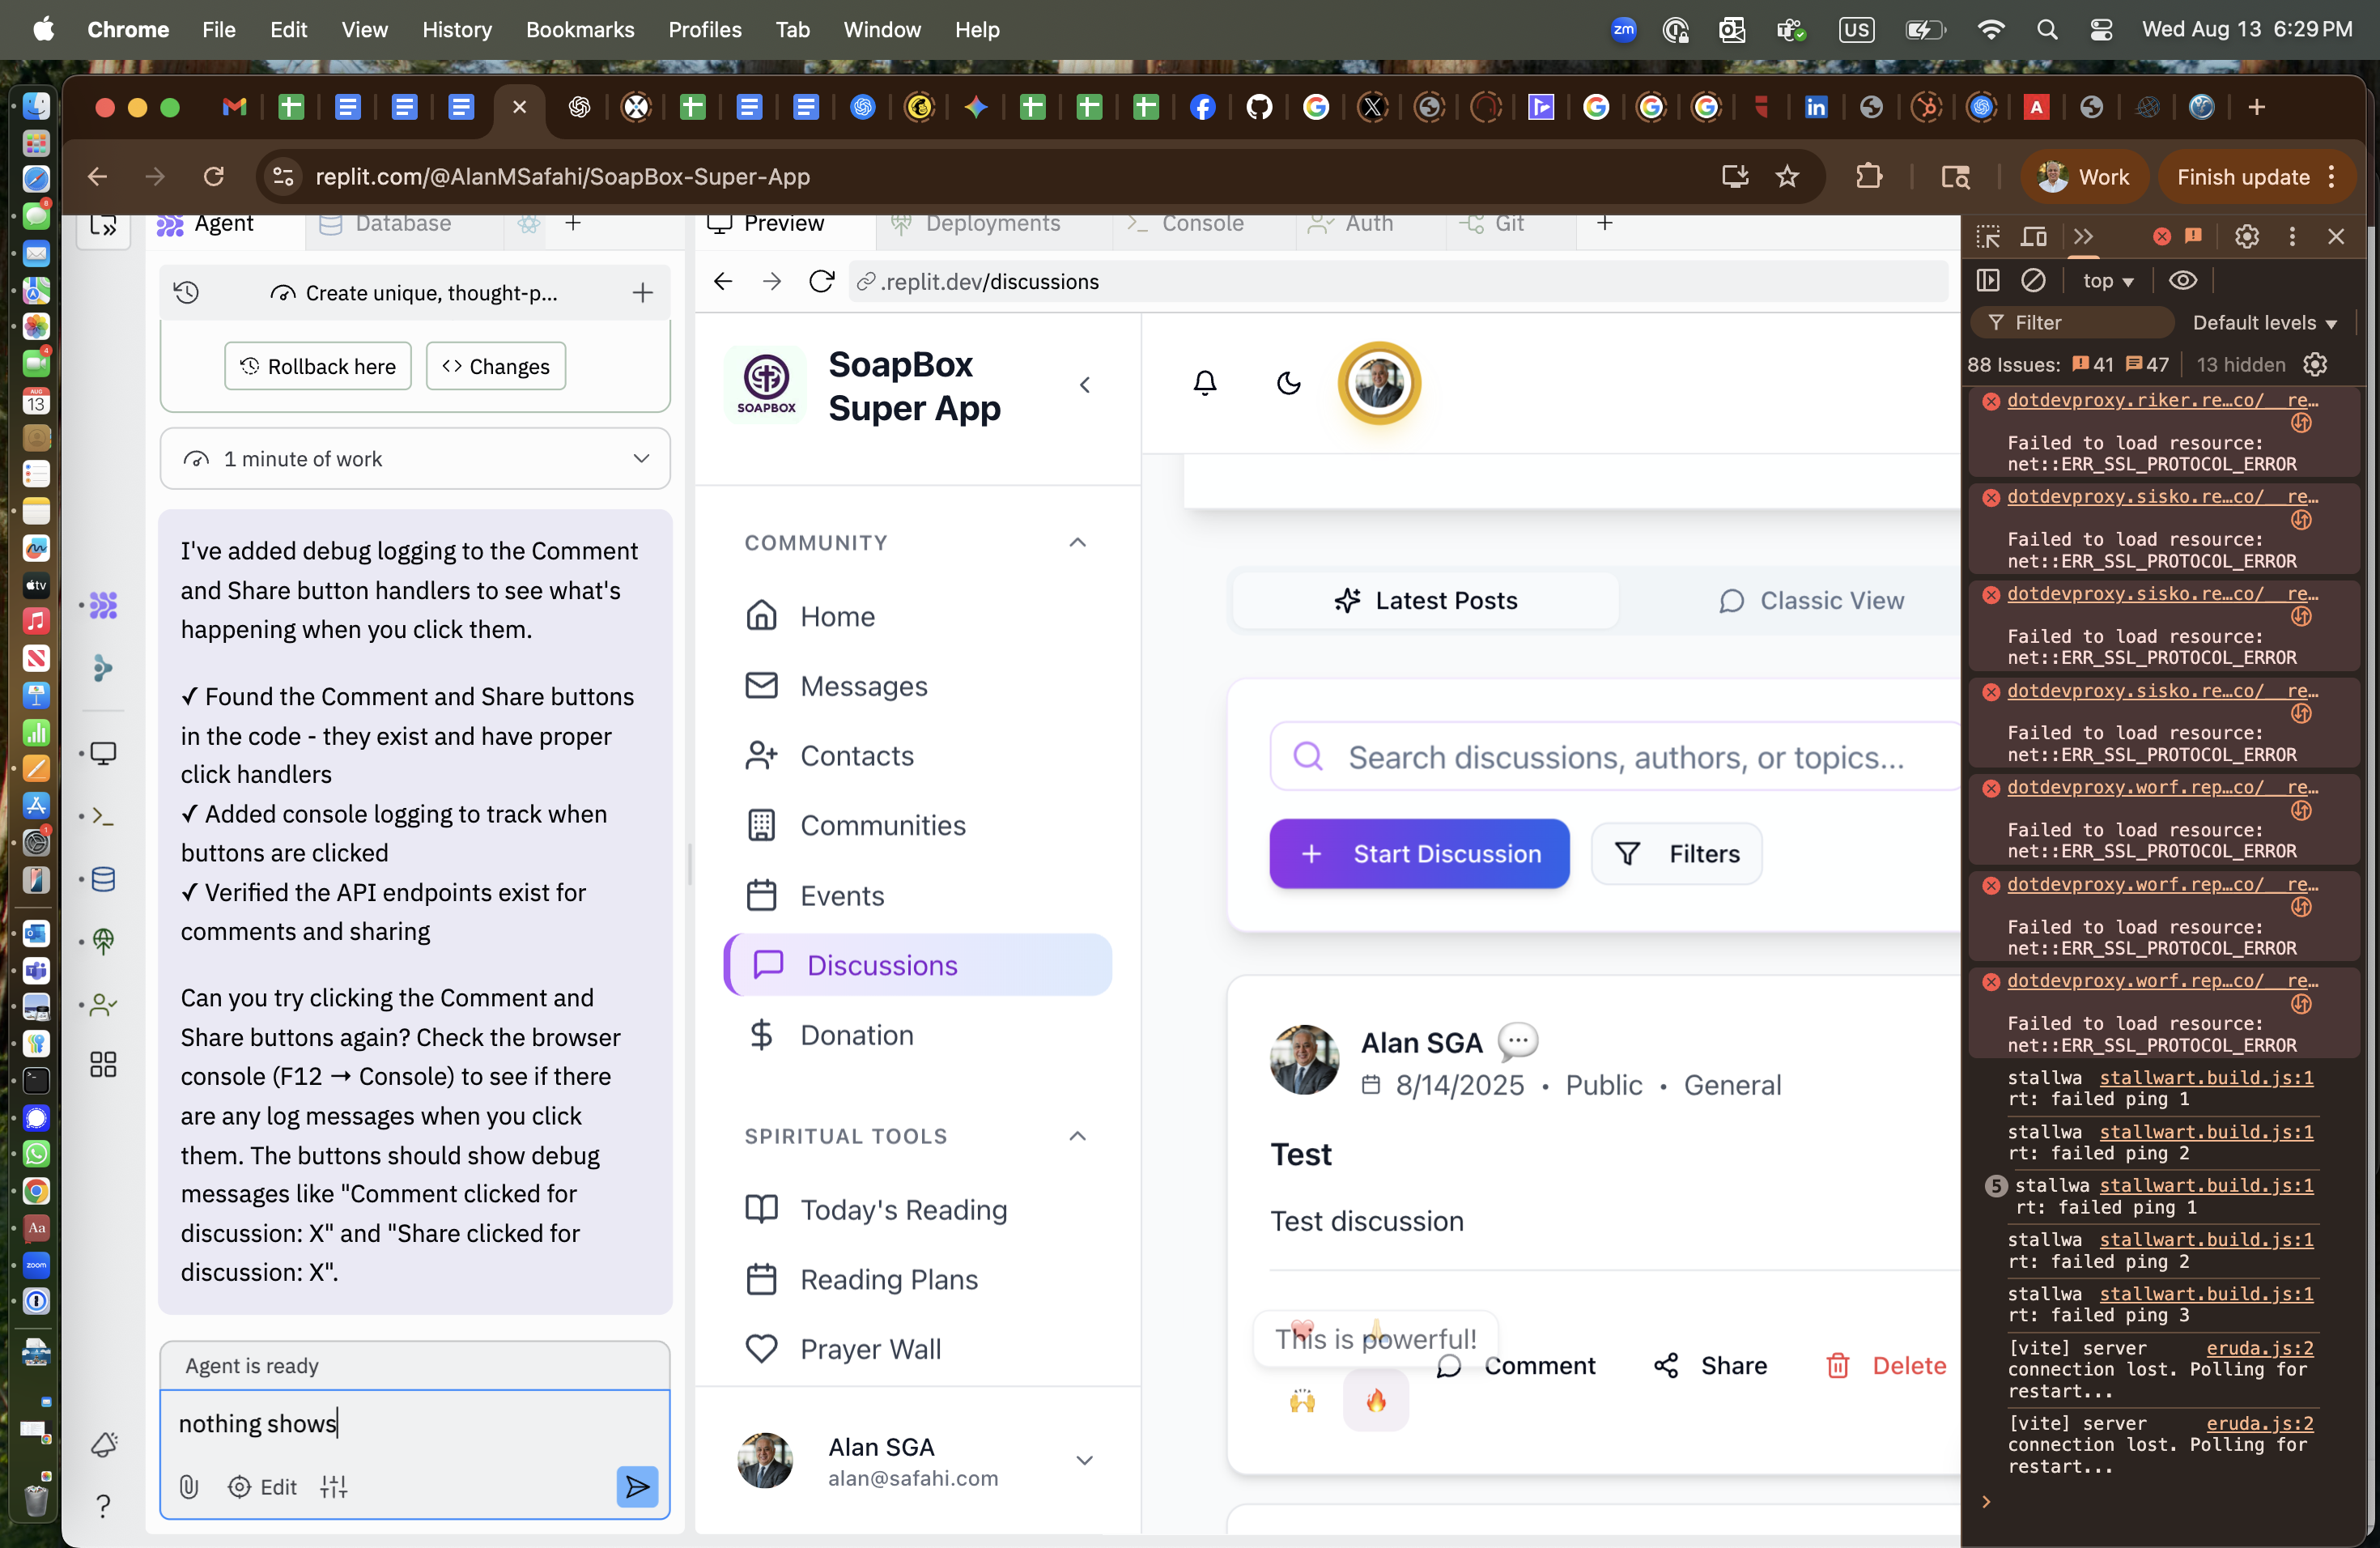 Chrome File Edit View History Bookmarks Profiles Tab Window Help
zm
US
Wed Aug 13 6:29 PM
replit.com/@AlanMSafahi/SoapBox-Super-App
Work
Finish update
Agent
Database
Create unique, thought-p...
Rollback here
Changes
1 minute of work
I've added debug logging to the Comment
and Share button handlers to see what's
happening when you click them.
✓ Found the Comment and Share buttons
in the code - they exist and have proper
click handlers
✓ Added console logging to track when
buttons are clicked
✓ Verified the API endpoints exist for
comments and sharing
Can you try clicking the Comment and
Share buttons again? Check the browser
console (F12 → Console) to see if there
are any log messages when you click
them. The buttons should show debug
messages like "Comment clicked for
discussion: X" and "Share clicked for
discussion: X".
Agent is ready
nothing shows
Edit
Preview
Deployments
Console
Auth
Git
.replit.dev/discussions
SOAPBOX
SoapBox
Super App
COMMUNITY
Home
Messages
Contacts
Communities
Events
Discussions
Donation
SPIRITUAL TOOLS
Today's Reading
Reading Plans
Prayer Wall
Alan SGA
alan@safahi.com
Latest Posts
Classic View
Search discussions, authors, or topics...
+ Start Discussion
Filters
Alan SGA
8/14/2025 • Public • General
Test
Test discussion
This is powerful!
Comment
Share
Delete
top
Filter
Default levels
88 Issues: 41 47 13 hidden
dotdevproxy.riker.re…co/__re…
Failed to load resource:
net::ERR_SSL_PROTOCOL_ERROR
dotdevproxy.sisko.re…co/__re…
Failed to load resource:
net::ERR_SSL_PROTOCOL_ERROR
dotdevproxy.sisko.re…co/__re…
Failed to load resource:
net::ERR_SSL_PROTOCOL_ERROR
dotdevproxy.sisko.re…co/__re…
Failed to load resource:
net::ERR_SSL_PROTOCOL_ERROR
dotdevproxy.worf.rep…co/__re…
Failed to load resource:
net::ERR_SSL_PROTOCOL_ERROR
dotdevproxy.worf.rep…co/__re…
Failed to load resource:
net::ERR_SSL_PROTOCOL_ERROR
dotdevproxy.worf.rep…co/__re…
Failed to load resource:
net::ERR_SSL_PROTOCOL_ERROR
stallwa stallwart.build.js:1
rt: failed ping 1
stallwa stallwart.build.js:1
rt: failed ping 2
5 stallwa stallwart.build.js:1
rt: failed ping 1
stallwa stallwart.build.js:1
rt: failed ping 2
stallwa stallwart.build.js:1
rt: failed ping 3
[vite] server eruda.js:2
connection lost. Polling for
restart...
[vite] server eruda.js:2
connection lost. Polling for
restart...